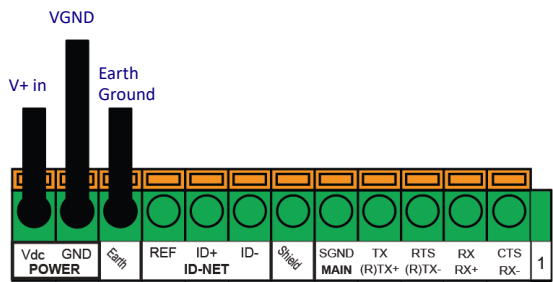 VGND
V+ in
Earth
Ground
Vdc GND Earth REF ID+ ID- Shield SGND TX RTS RX CTS
POWER ID-NET MAIN (R)TX+ (R)TX- RX+ RX- 1